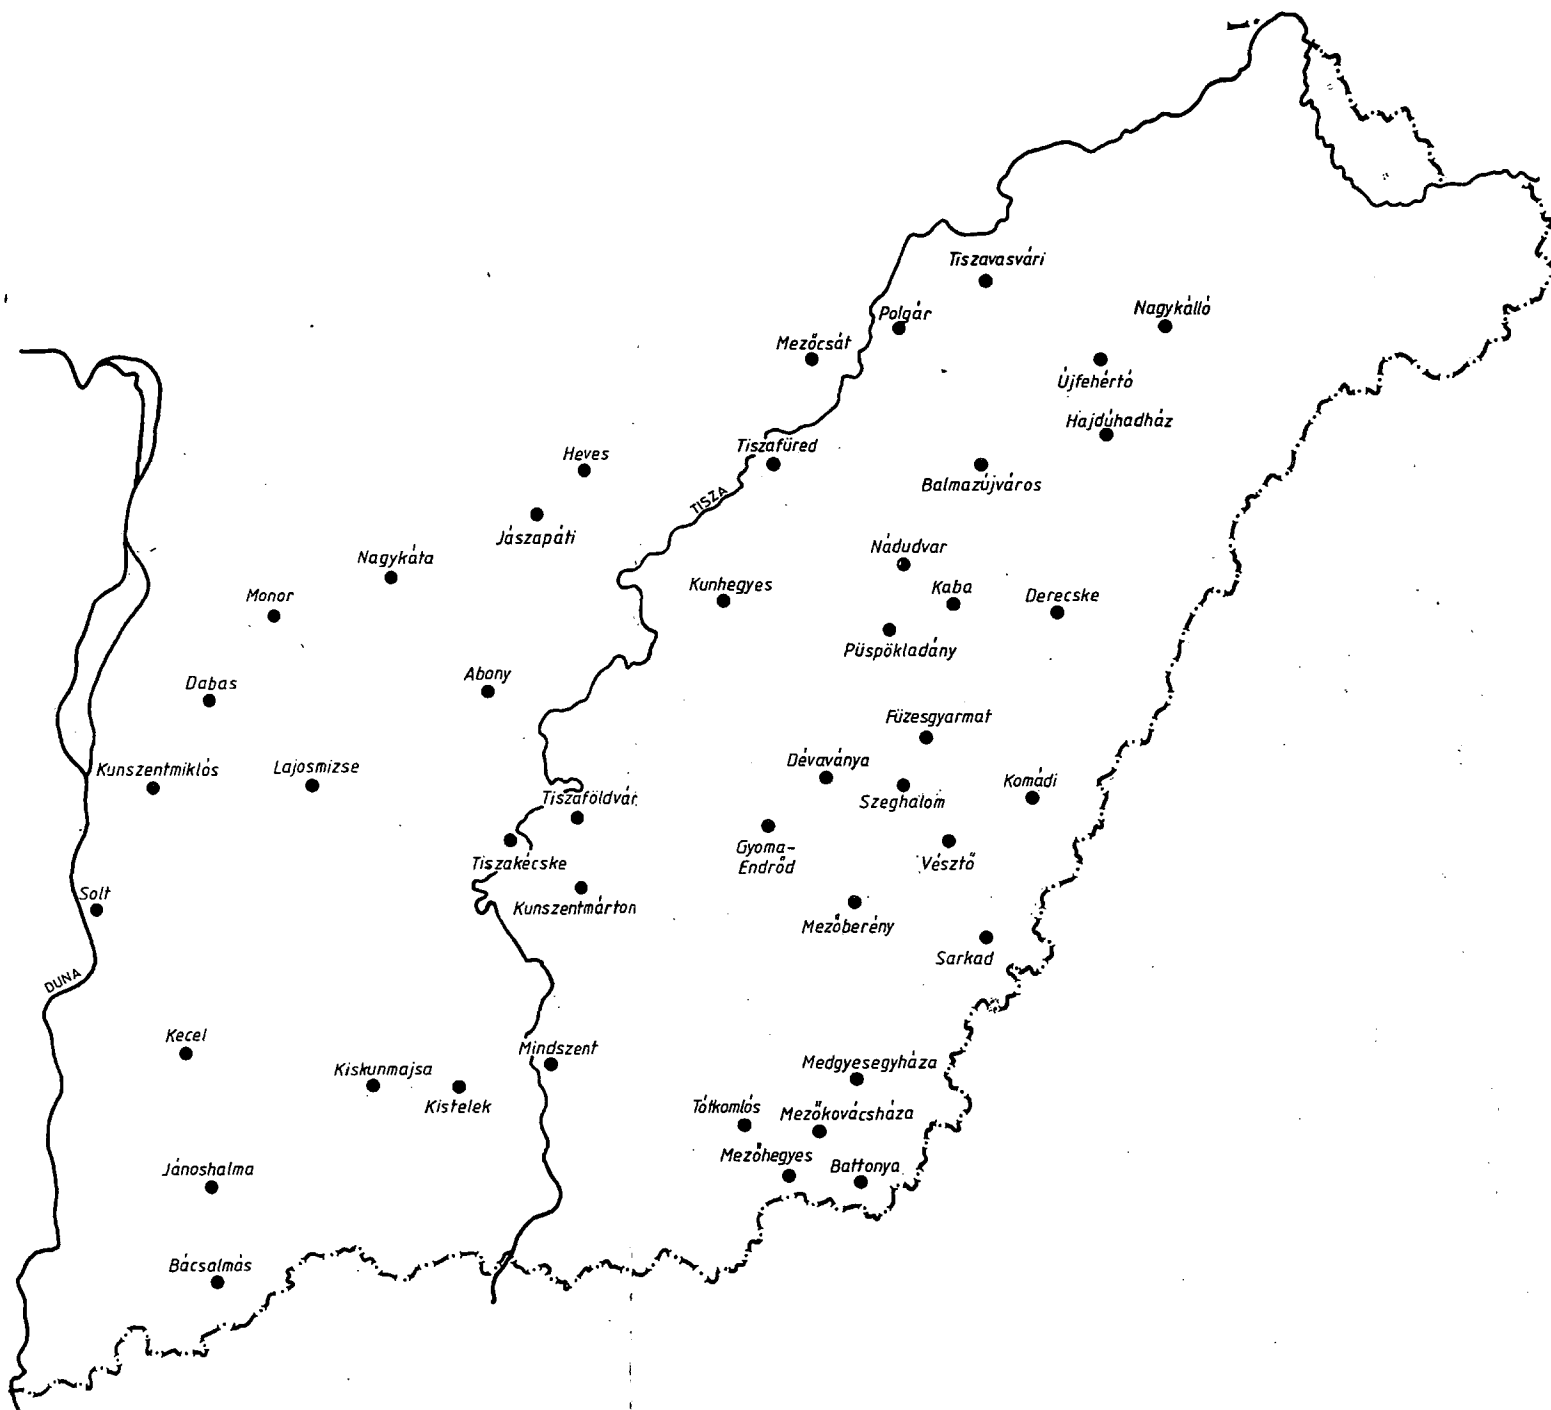 Tiszavasvári
Nagykálló
Polgár
Mezőcsát
Újfehértó
Hajdúhadház
Tiszafüred
Heves
Balmazújváros
TISZA
Jászapáti
Nádudvar
Nagykáta
Kunhegyes
Kaba
Derecske
Monor
Püspökladány
Abony
Dabas
Füzesgyarmat
Dévaványa
Kunszentmiklós
Lajosmizse
Komádi
Tiszaföldvár
Szeghalom
Gyoma-
Endrőd
Tiszakécske
Vésztő
Solt
Kunszentmárton
Mezőberény
Sarkad
DUNA
Kecel
Mindszent
Medgyesegyháza
Kiskunmajsa
Kistelek
Tótkomlós
Mezőkovácsháza
Mezőhegyes
Battonya
Jánoshalma
Bácsalmás